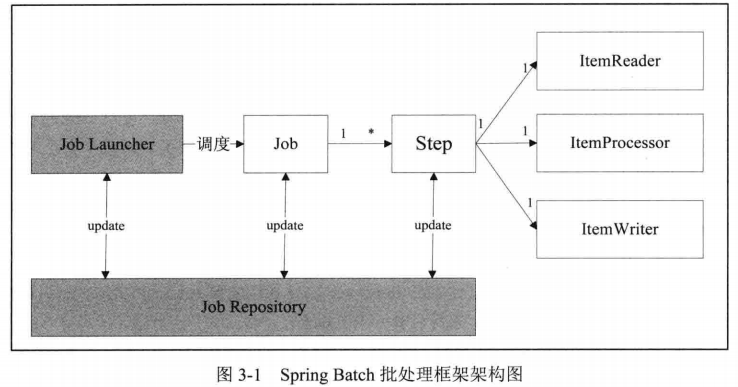 ItemReader
1
Job Launcher
调度
Job
1
*
Step
1
1
ItemProcessor
1
ItemWriter
update
update
update
Job Repository
图 3-1 Spring Batch 批处理框架架构图